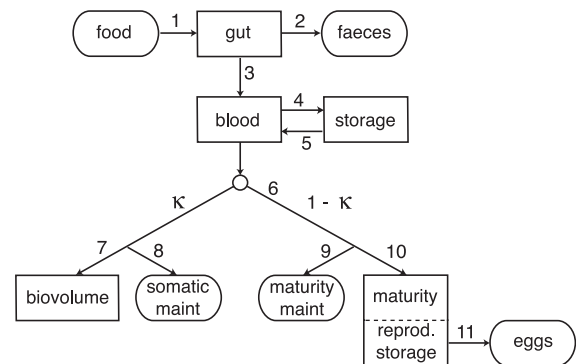 food
1
gut
2
faeces
3
blood
4
storage
5
6
κ
1 - κ
7
8
9
10
biovolume
somatic
maint
maturity
maint
maturity
reprod.
storage
11
eggs